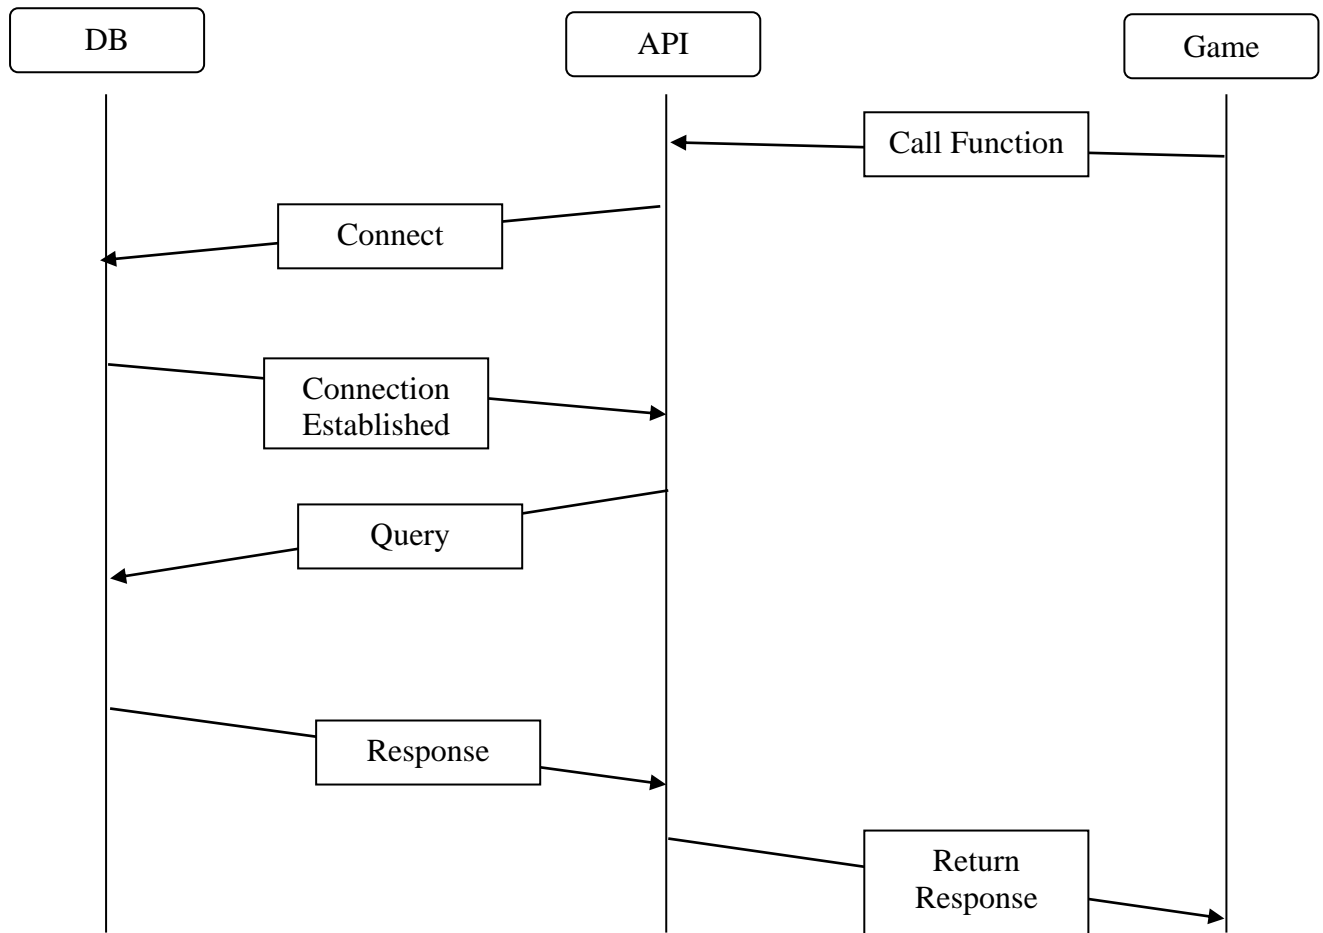 DB
API
Game
Call Function
Connect
Connection
Established
Query
Response
Return
Response